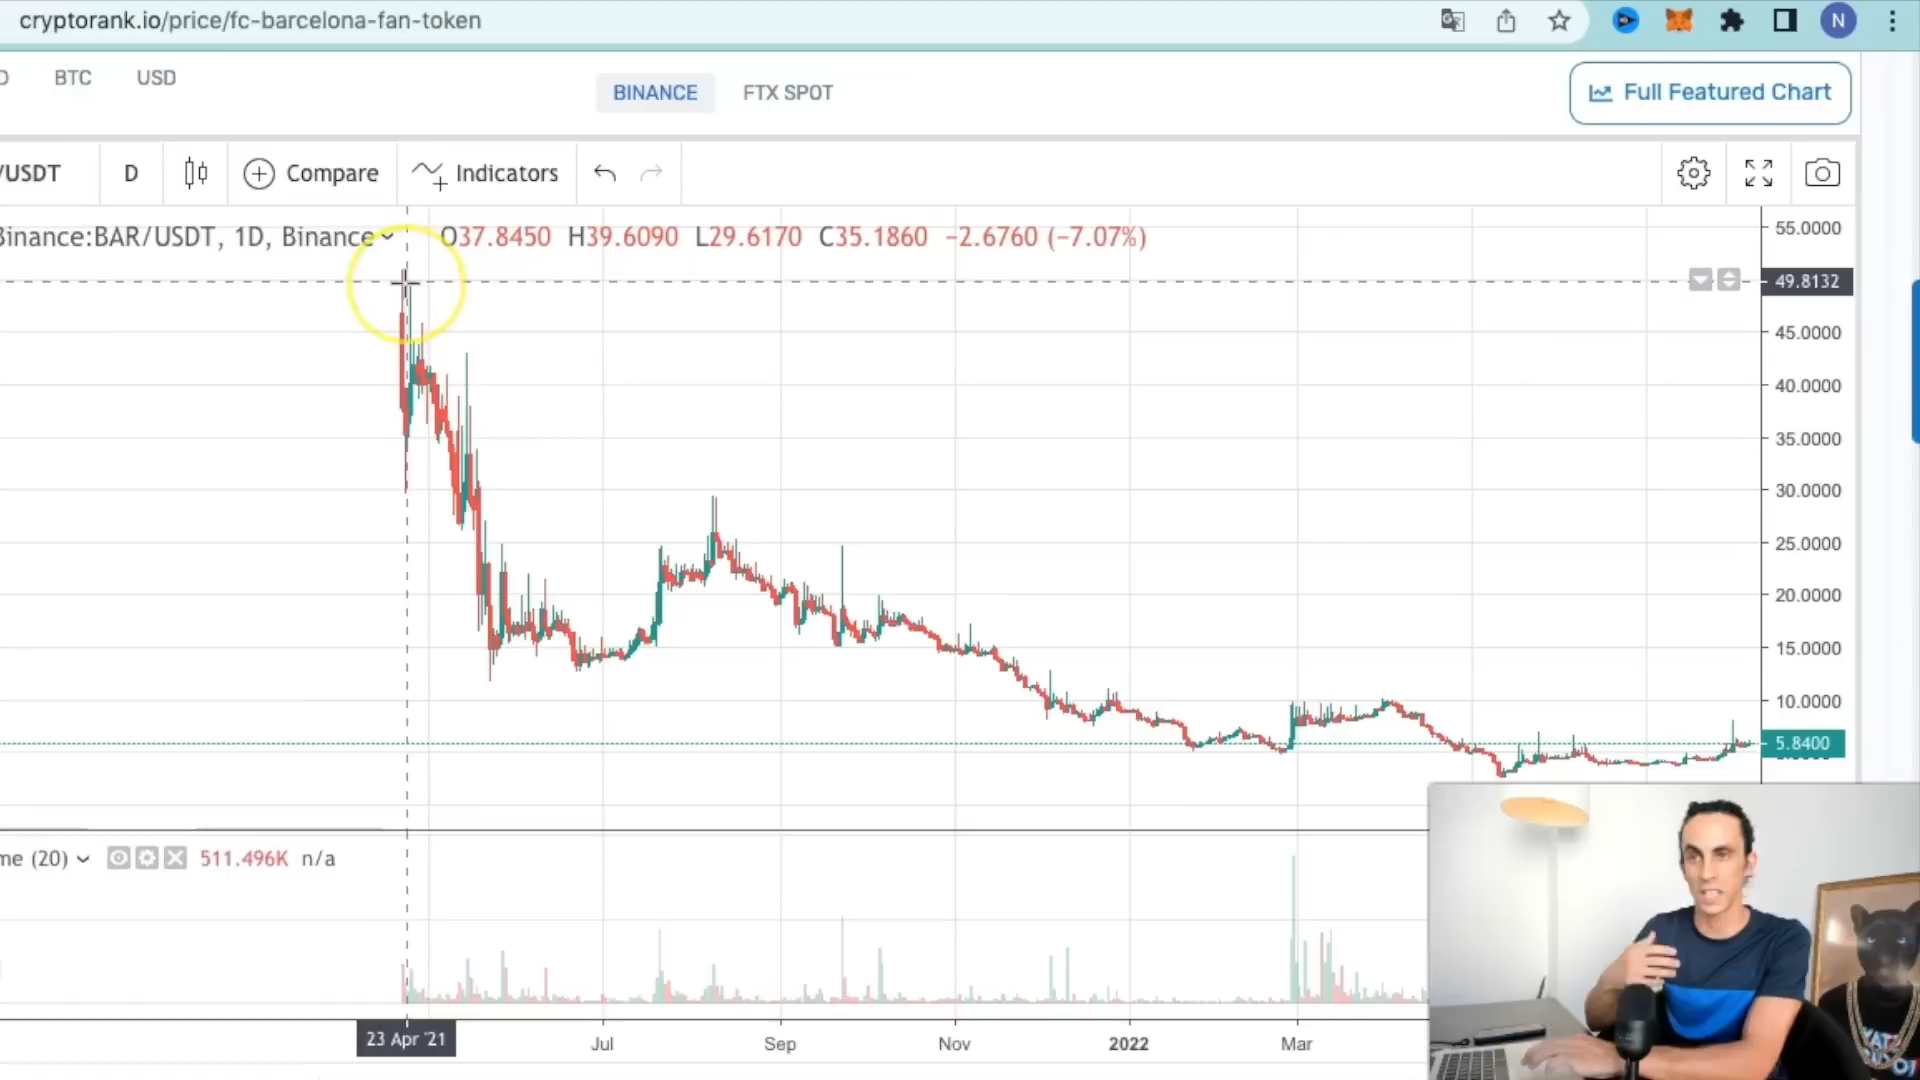 cryptorank.io/price/fc-barcelona-fan-token
N
BTC USD
BINANCE FTX SPOT
Full Featured Chart
/USDT D Compare Indicators
Binance:BAR/USDT, 1D, Binance O37.8450 H39.6090 L29.6170 C35.1860 −2.6760 (−7.07%)
55.0000
49.8132
45.0000
40.0000
35.0000
30.0000
25.0000
20.0000
15.0000
10.0000
5.8400
me (20) 511.496K n/a
23 Apr '21 Jul Sep Nov 2022 Mar